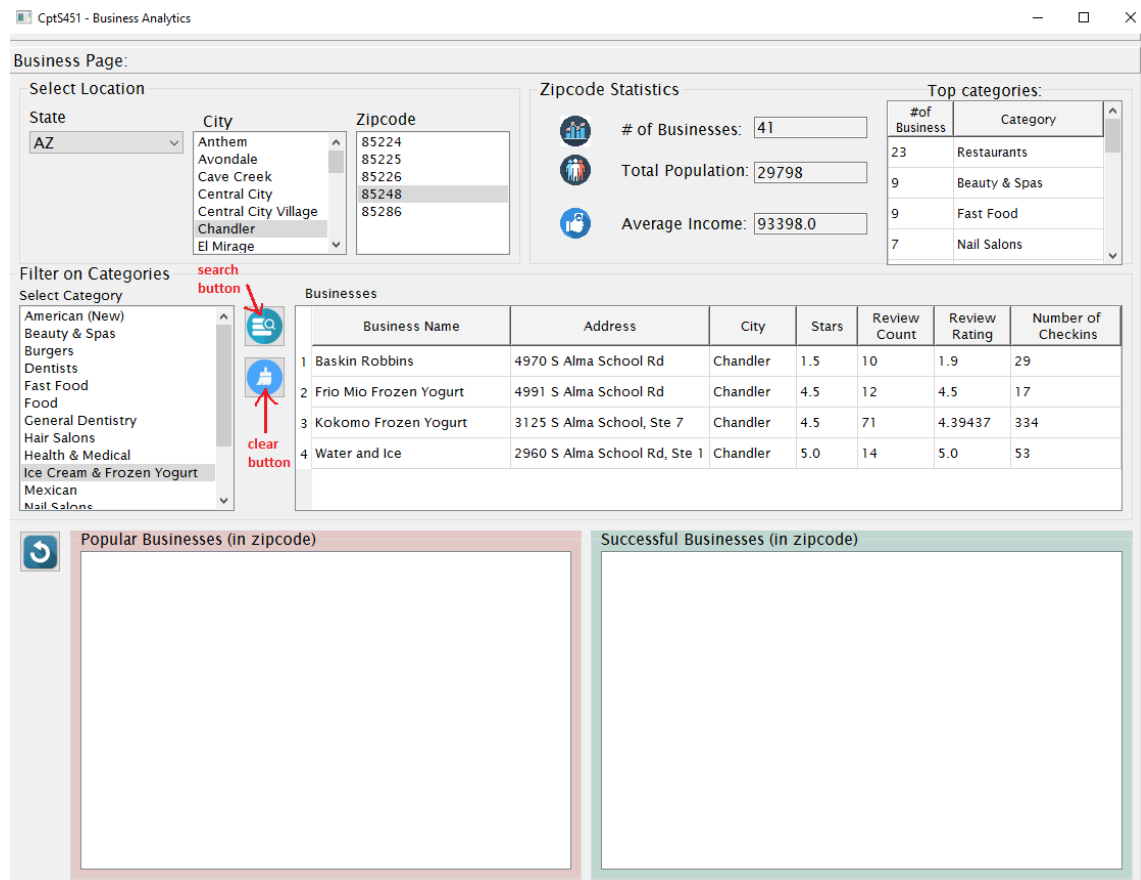 CptS451 - Business Analytics
Business Page:
Select Location
State
AZ
City
Anthem
Avondale
Cave Creek
Central City
Central City Village
Chandler
El Mirage
Zipcode
85224
85225
85226
85248
85286
Zipcode Statistics
# of Businesses: 41
Total Population: 29798
Average Income: 93398.0
Top categories:
#of Business Category
23 Restaurants
9 Beauty & Spas
9 Fast Food
7 Nail Salons
Filter on Categories
Select Category
American (New)
Beauty & Spas
Burgers
Dentists
Fast Food
Food
General Dentistry
Hair Salons
Health & Medical
Ice Cream & Frozen Yogurt
Mexican
Nail Salons
search
button
clear
button
Businesses
Business Name Address City Stars Review Count Review Rating Number of Checkins
1 Baskin Robbins 4970 S Alma School Rd Chandler 1.5 10 1.9 29
2 Frio Mio Frozen Yogurt 4991 S Alma School Rd Chandler 4.5 12 4.5 17
3 Kokomo Frozen Yogurt 3125 S Alma School, Ste 7 Chandler 4.5 71 4.39437 334
4 Water and Ice 2960 S Alma School Rd, Ste 1 Chandler 5.0 14 5.0 53
Popular Businesses (in zipcode)
Successful Businesses (in zipcode)